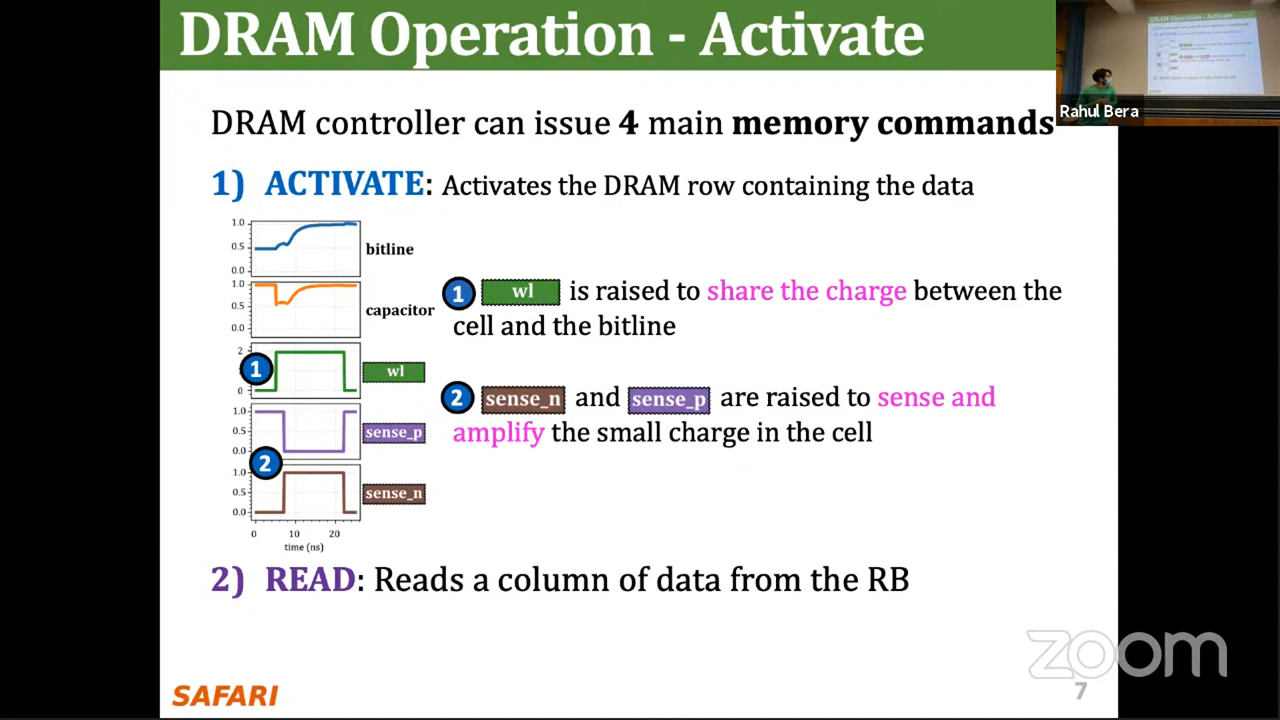 DRAM Operation - Activate
DRAM controller can issue 4 main memory commands
Rahul Bera
1) ACTIVATE: Activates the DRAM row containing the data
1.0
0.5
0.0
bitline
1.0
0.5
0.0
capacitor
2
0
1
wl
1.0
0.5
0.0
sense_p
2
1.0
0.5
0.0
sense_n
0 10 20
time (ns)
1 wl is raised to share the charge between the
cell and the bitline
2 sense_n and sense_p are raised to sense and
amplify the small charge in the cell
2) READ: Reads a column of data from the RB
SAFARI
zoom
7